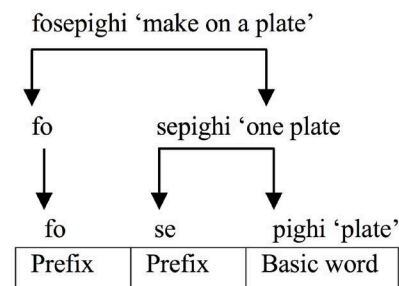 fosepighi ‘make on a plate’
fo sepighi ‘one plate
fo se pighi ‘plate’
Prefix Prefix Basic word